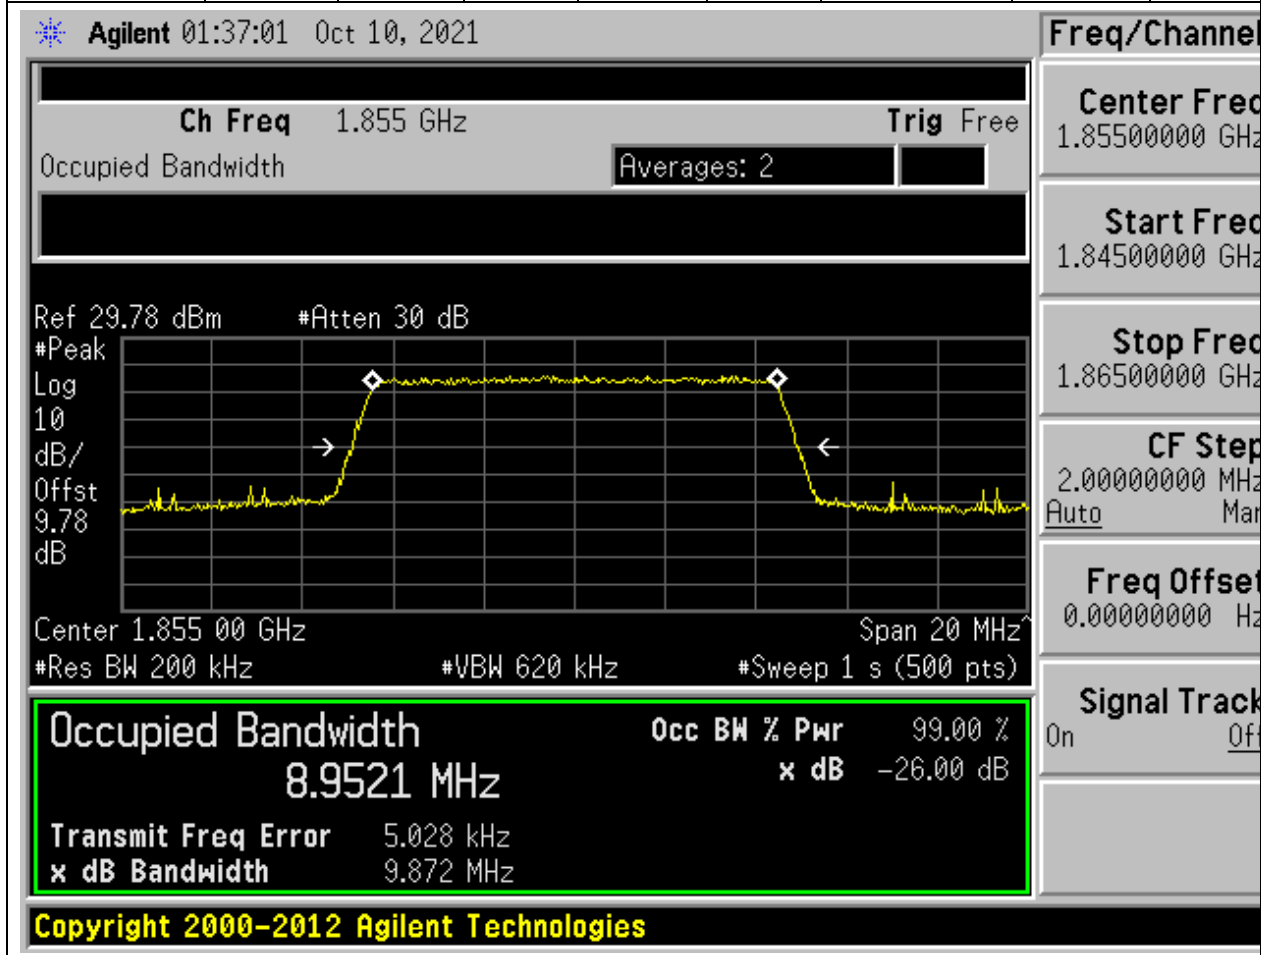 Agilent 01:37:01 Oct 10, 2021
Freq/Channel
Ch Freq 1.855 GHz
Trig Free
Occupied Bandwidth
Averages: 2
Ref 29.78 dBm #Atten 30 dB
#Peak
Log
10
dB/
Offst
9.78
dB
Center 1.855 00 GHz
Span 20 MHz^
#Res BW 200 kHz
#VBW 620 kHz
#Sweep 1 s (500 pts)
Occupied Bandwidth
8.9521 MHz
Occ BW % Pwr 99.00 %
x dB -26.00 dB
Transmit Freq Error 5.028 kHz
x dB Bandwidth 9.872 MHz
Center Freq
1.85500000 GHz
Start Freq
1.84500000 GHz
Stop Freq
1.86500000 GHz
CF Step
2.00000000 MHz
Auto Man
Freq Offset
0.00000000 Hz
Signal Track
On Off
Copyright 2000-2012 Agilent Technologies